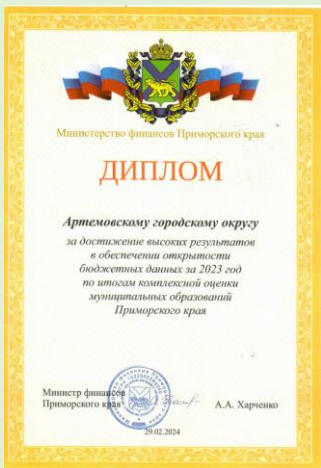 Министерство финансов Приморского края
ДИПЛОМ
Артемовскому городскому округу
за достижение высоких результатов
в обеспечении открытости
бюджетных данных за 2023 год
по итогам комплексной оценки
муниципальных образований
Приморского края
Министр финансов
Приморского края
А.А. Харченко
29.02.2024